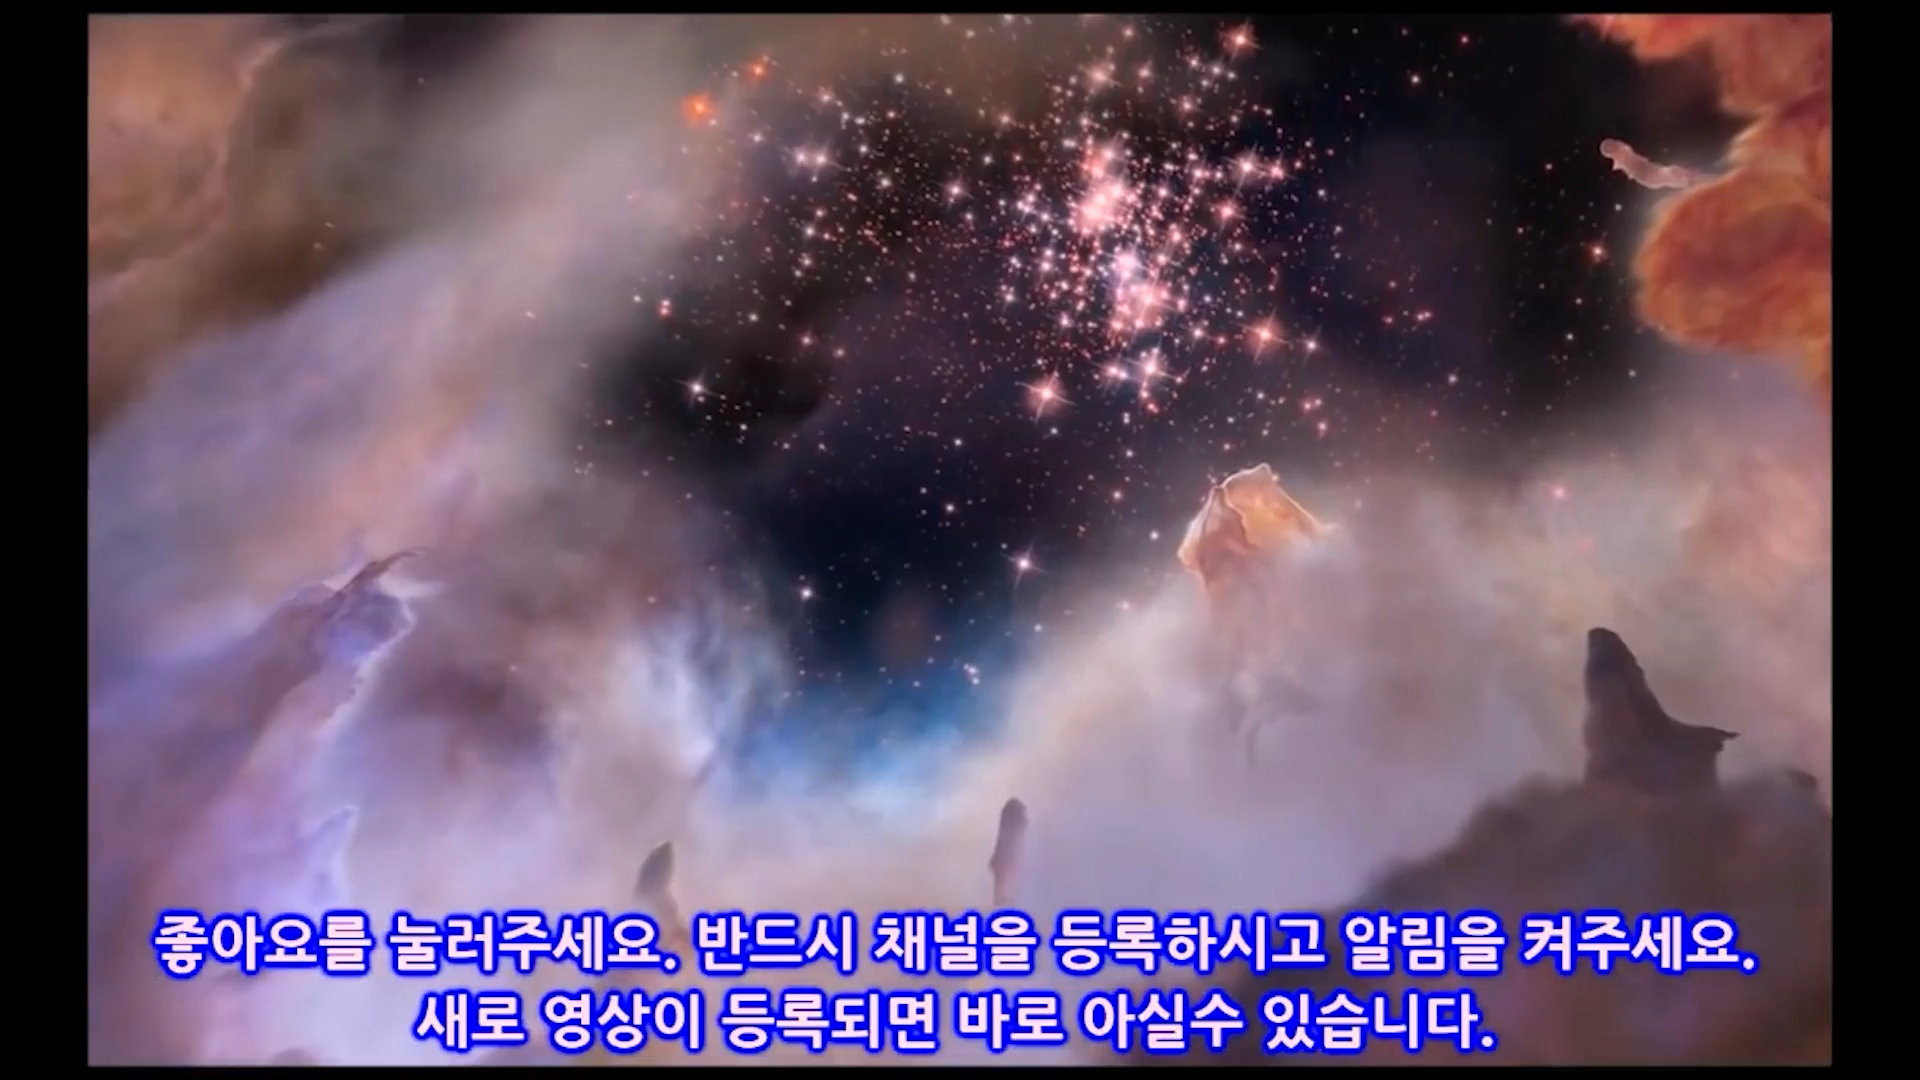 좋아요를 눌러주세요. 반드시 채널을 등록하시고 알림을 켜주세요.
새로 영상이 등록되면 바로 아실수 있습니다.